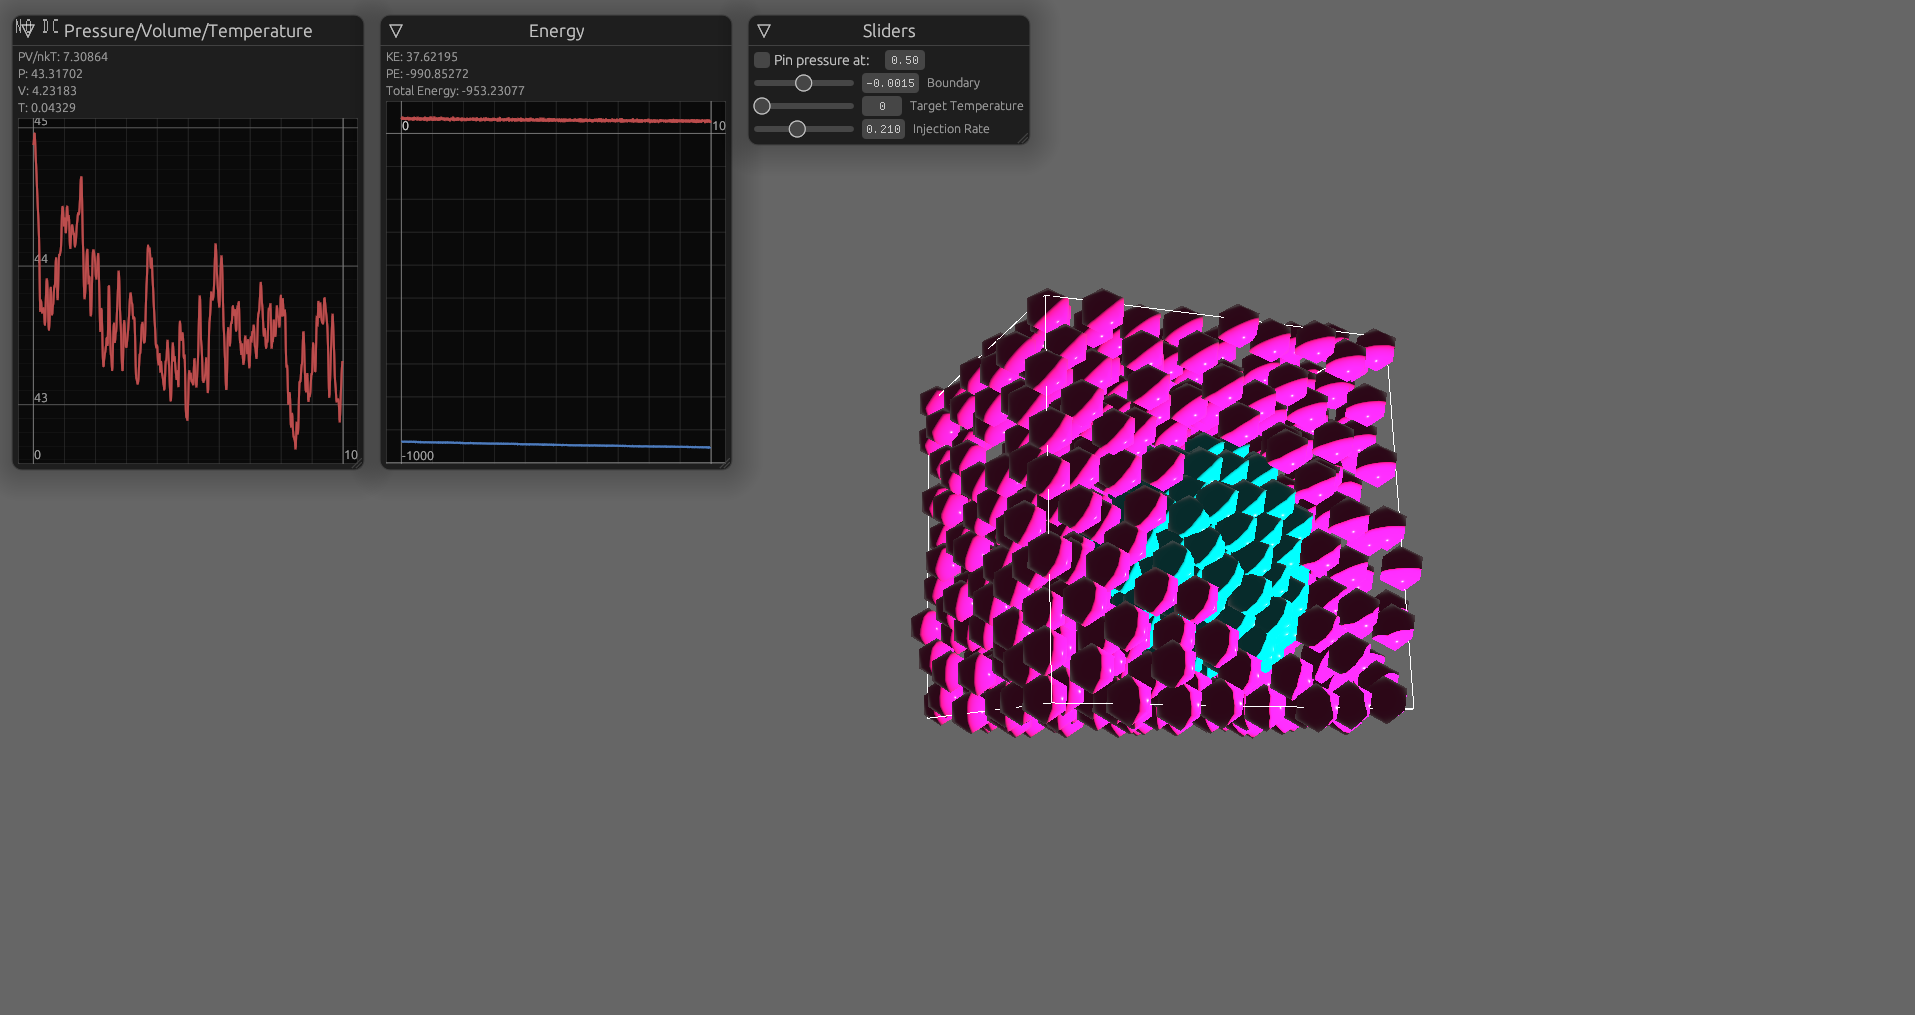 Pressure/Volume/Temperature
PV/nkT: 7.30864
P: 43.31702
V: 4.23183
T: 0.04329
45
44
43
0
10
Energy
KE: 37.62195
PE: -990.85272
Total Energy: -953.23077
0
10
-1000
Sliders
Pin pressure at: 0.50
-0.0015 Boundary
0 Target Temperature
0.210 Injection Rate